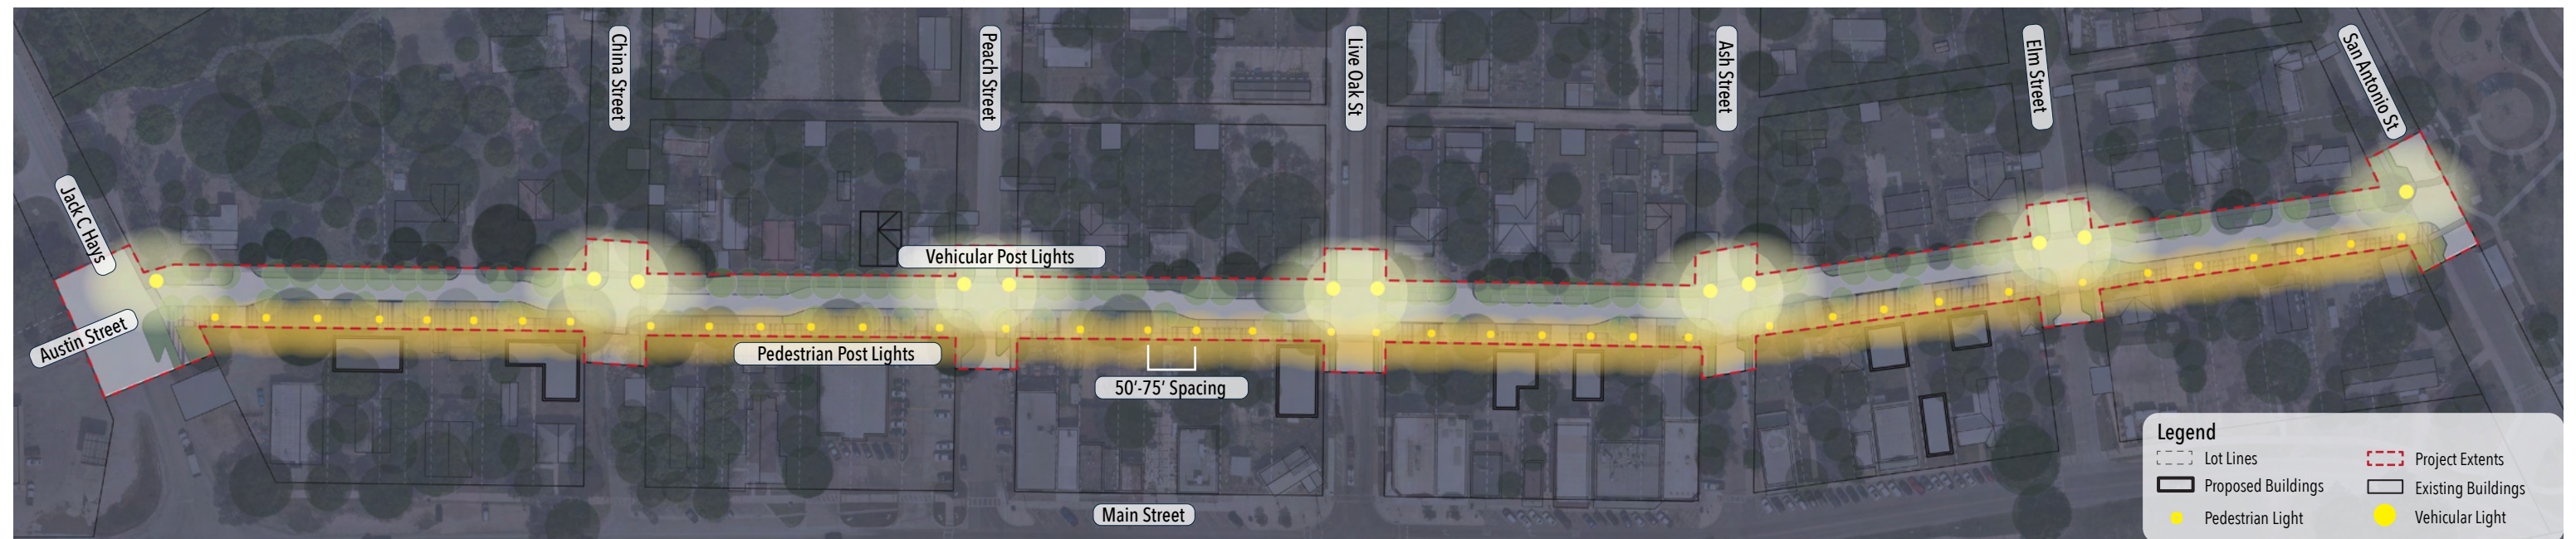 China Street
Peach Street
Live Oak St
Ash Street
Elm Street
San Antonio St
Jack C Hays
Austin Street
Vehicular Post Lights
Pedestrian Post Lights
50'-75' Spacing
Main Street
Legend
Lot Lines
Project Extents
Proposed Buildings
Existing Buildings
Pedestrian Light
Vehicular Light